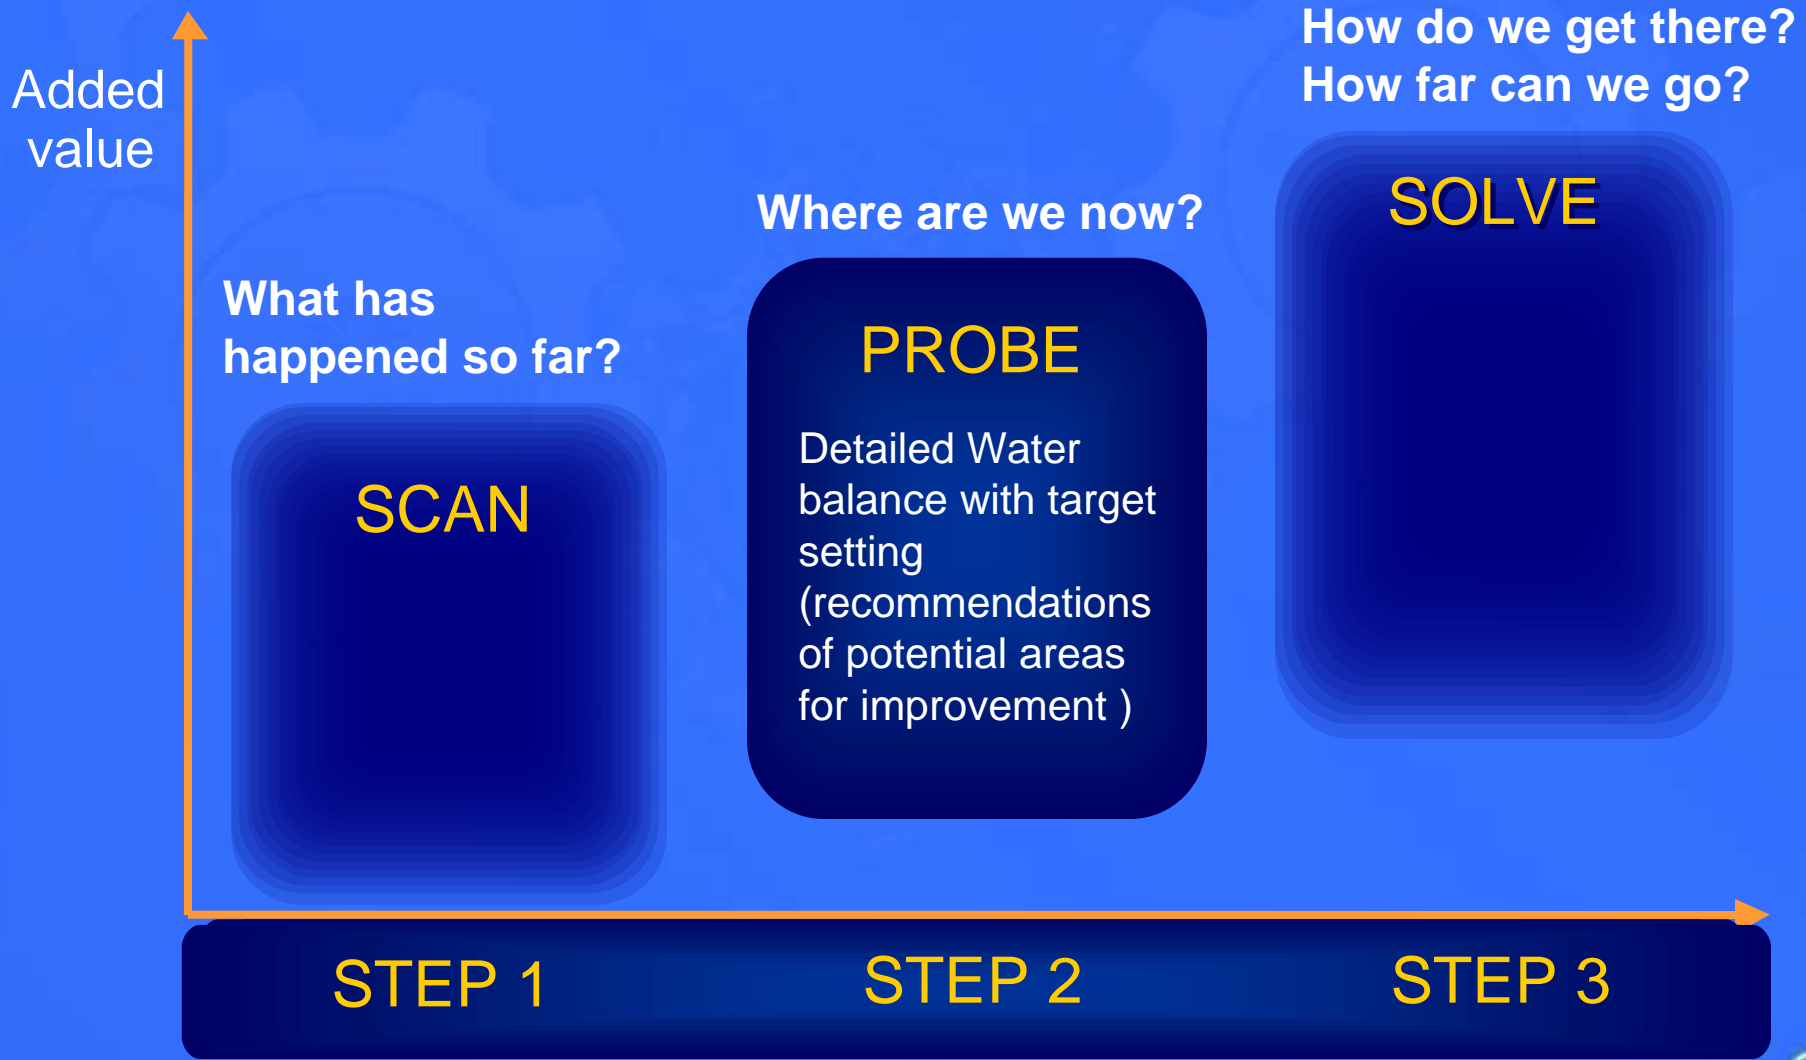 Added
value
What has
happened so far?
SCAN
Where are we now?
PROBE
Detailed Water
balance with target
setting
(recommendations
of potential areas
for improvement )
How do we get there?
How far can we go?
SOLVE
STEP 1
STEP 2
STEP 3